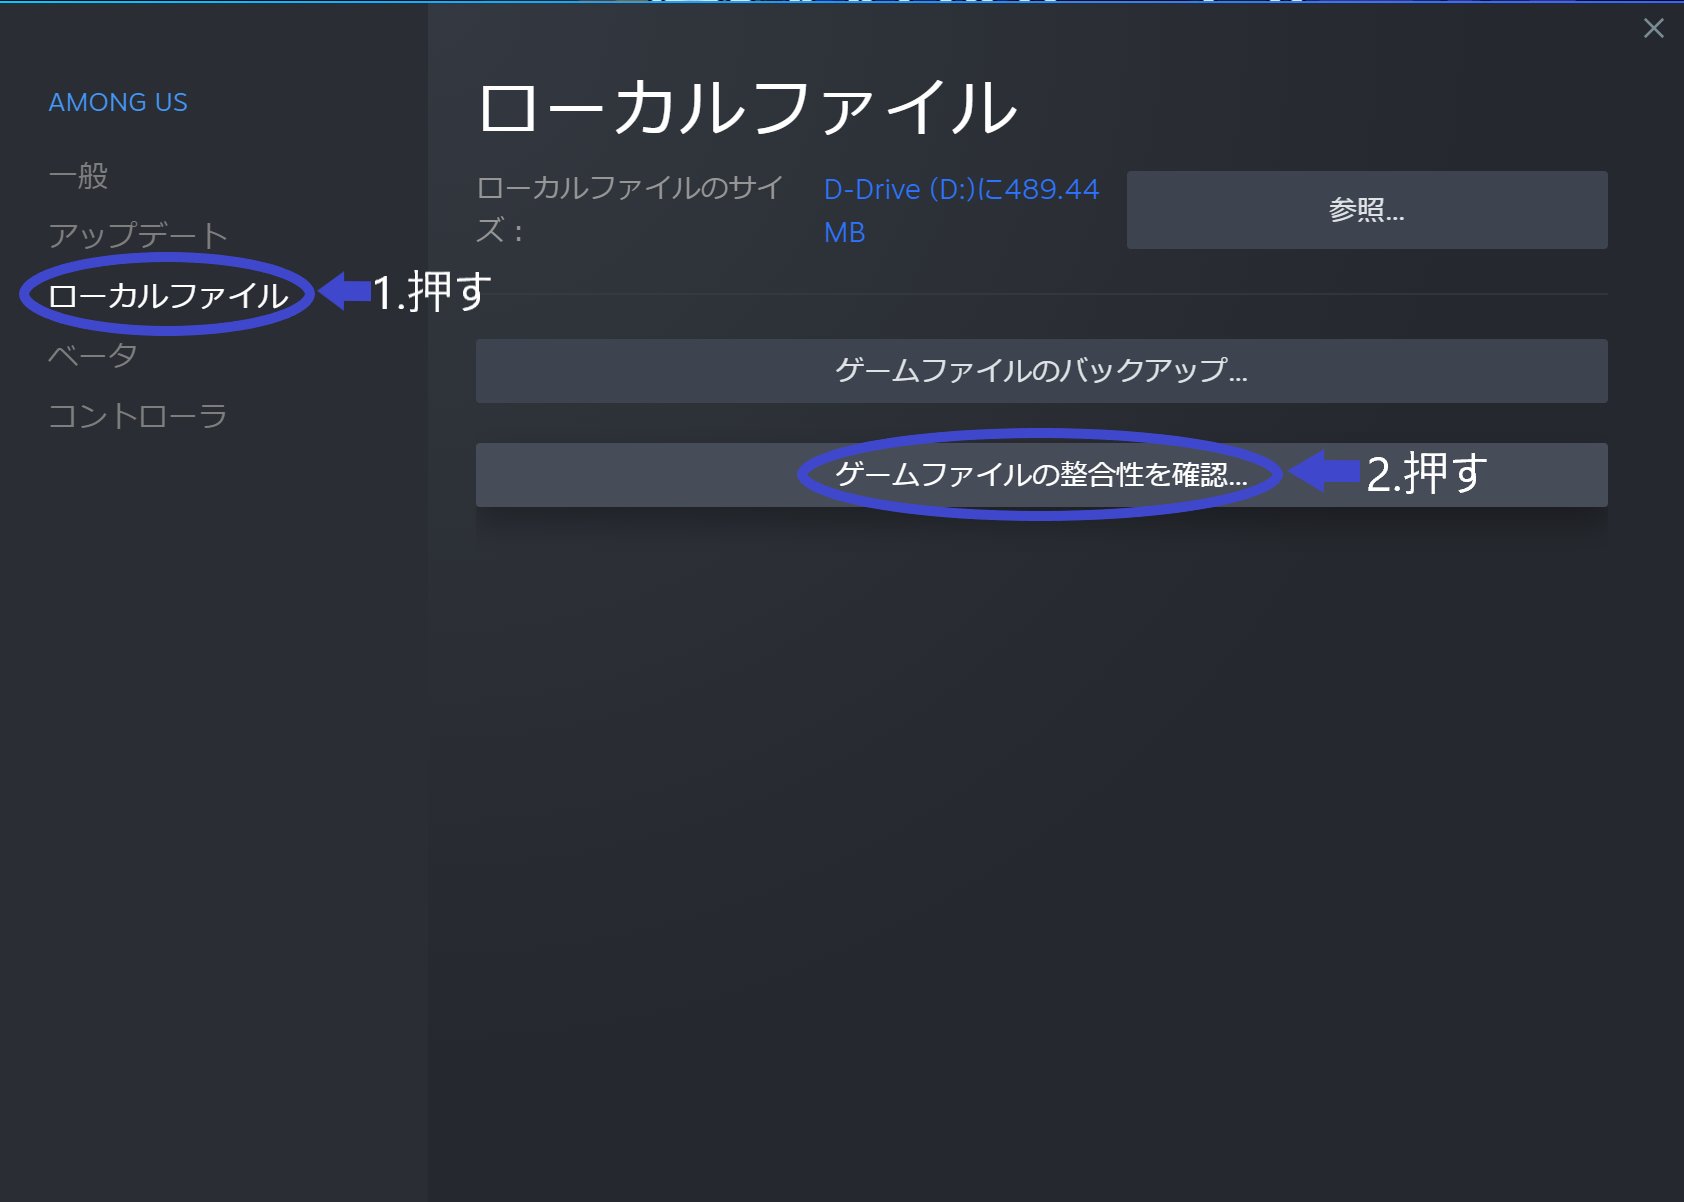 AMONG US
一般
アップデート
ローカルファイル
1.押す
ベータ
コントローラ
ローカルファイル
ローカルファイルのサイ
ズ：
D-Drive (D:)に489.44
MB
参照...
ゲームファイルのバックアップ...
ゲームファイルの整合性を確認...
2.押す